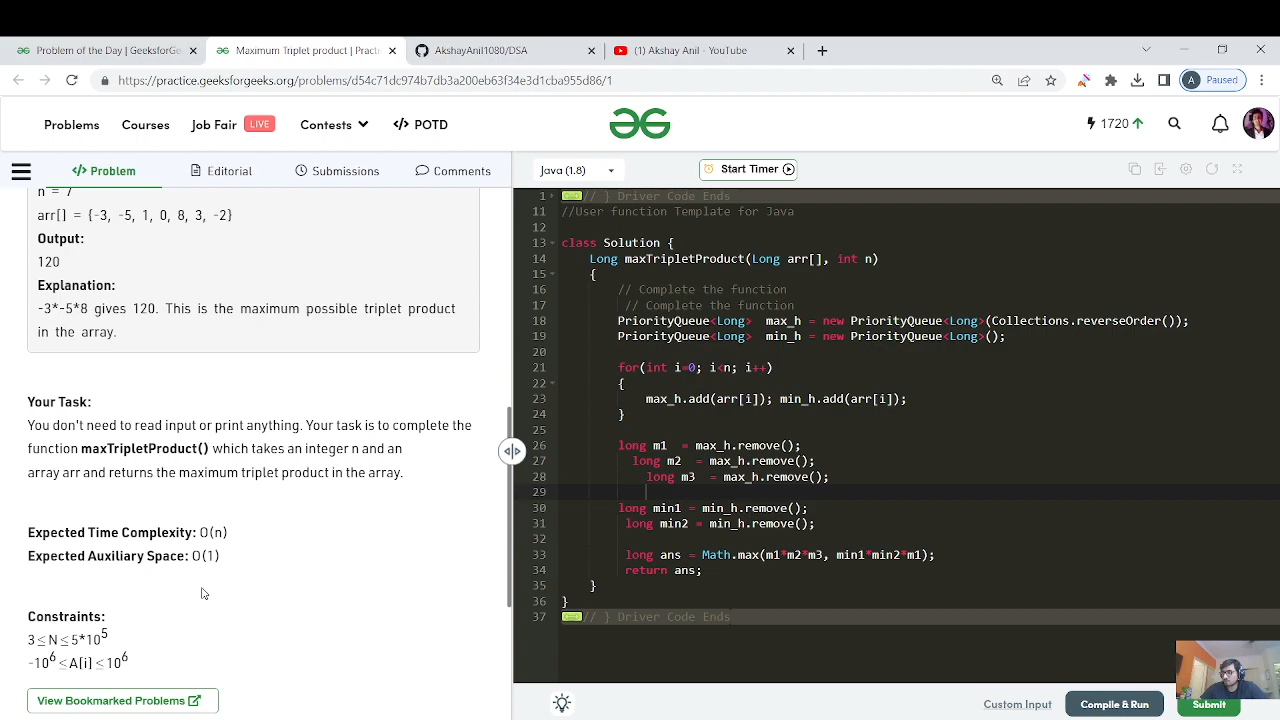 Problem of the Day | GeeksforGe
Maximum Triplet product | Practi
AkshayAnil1080/DSA
(1) Akshay Anil - YouTube
https://practice.geeksforgeeks.org/problems/d54c71dc974b7db3a200eb63f34e3d1cba955d86/1
A Paused
Problems
Courses
Job Fair LIVE
Contests
</> POTD
1720
</> Problem
Editorial
Submissions
Comments
Java (1.8)
Start Timer
n = 7
arr[] = {-3, -5, 1, 0, 8, 3, -2}
Output:
120
Explanation:
-3*-5*8 gives 120. This is the maximum possible triplet product
in the array.
Your Task:
You don't need to read input or print anything. Your task is to complete the
function maxTripletProduct() which takes an integer n and an
array arr and returns the maximum triplet product in the array.
Expected Time Complexity: O(n)
Expected Auxiliary Space: O(1)
Constraints:
3 ≤ N ≤ 5*10^5
-10^6 ≤ A[i] ≤ 10^6
View Bookmarked Problems
1 // } Driver Code Ends
11 //User function Template for Java
12
13 class Solution {
14 Long maxTripletProduct(Long arr[], int n)
15 {
16 // Complete the function
17 // Complete the function
18 PriorityQueue<Long> max_h = new PriorityQueue<Long>(Collections.reverseOrder());
19 PriorityQueue<Long> min_h = new PriorityQueue<Long>();
20
21 for(int i=0; i<n; i++)
22 {
23 max_h.add(arr[i]); min_h.add(arr[i]);
24 }
25
26 long m1 = max_h.remove();
27 long m2 = max_h.remove();
28 long m3 = max_h.remove();
29
30 long min1 = min_h.remove();
31 long min2 = min_h.remove();
32
33 long ans = Math.max(m1*m2*m3, min1*min2*m1);
34 return ans;
35 }
36 }
37 // } Driver Code Ends
Custom Input
Compile & Run
Submit